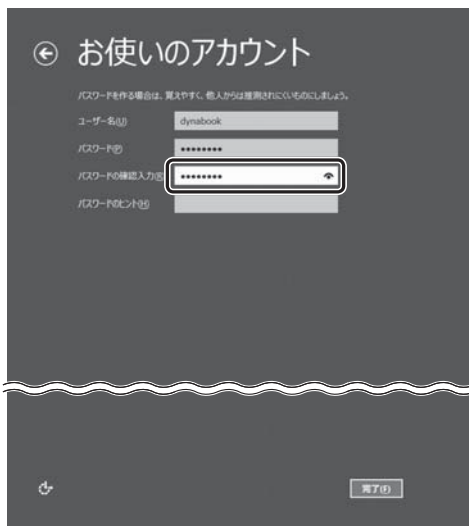 お使いのアカウント
パスワードを作る場合は、覚えやすく、他人からは推測されにくいものにしましょう。
ユーザー名(U)
dynabook
パスワード(P)
••••••••
パスワードの確認入力(R)
••••••••
パスワードのヒント(H)
完了(F)